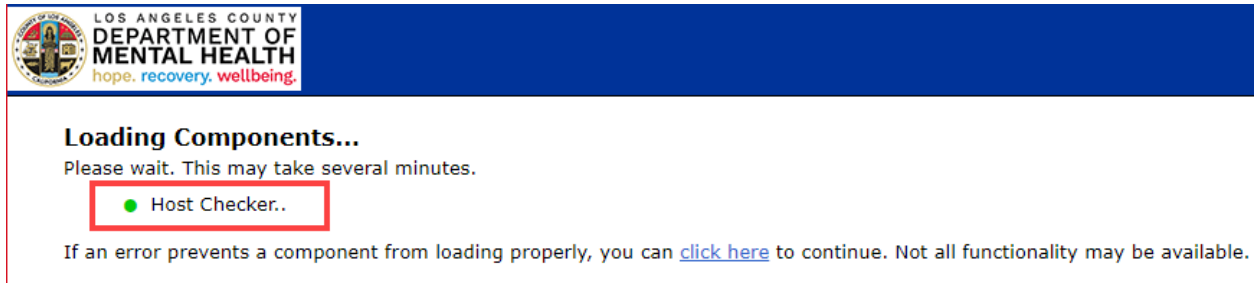 LOS ANGELES COUNTY
DEPARTMENT OF
MENTAL HEALTH
hope. recovery. wellbeing.
Loading Components...
Please wait. This may take several minutes.
Host Checker..
If an error prevents a component from loading properly, you can click here to continue. Not all functionality may be available.